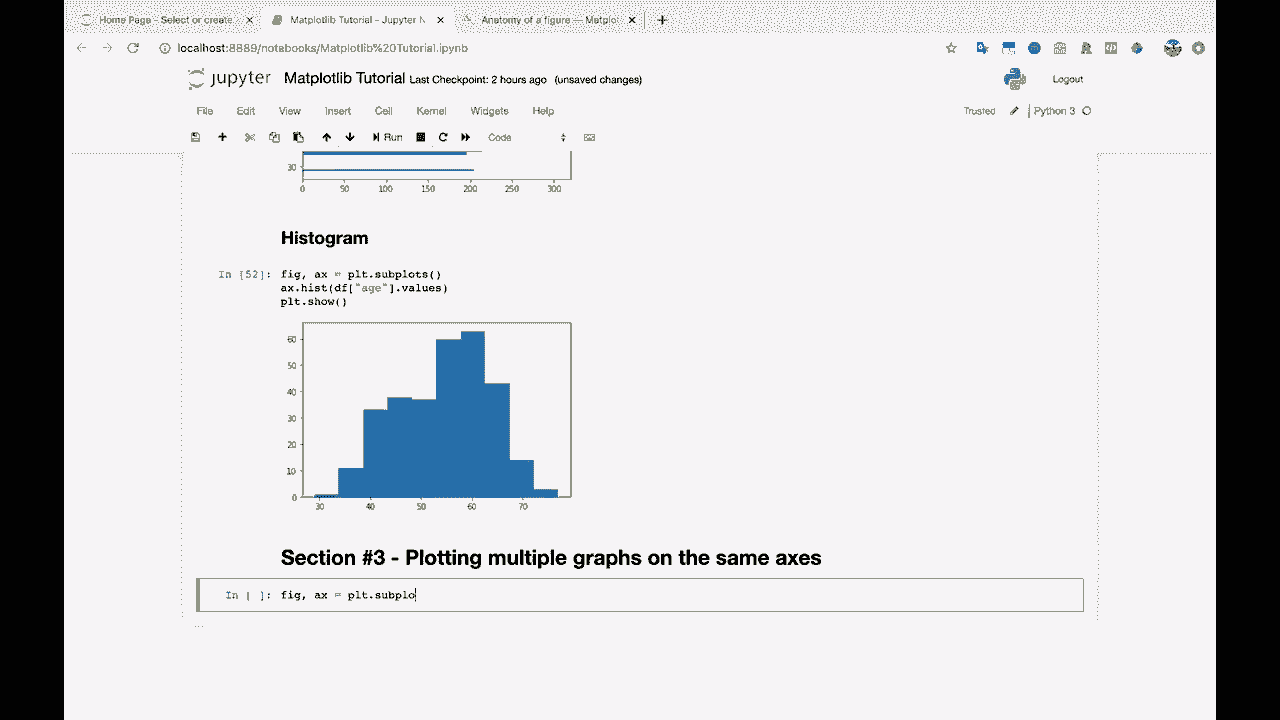 Home Page - Select or create
Matplotlib Tutorial - Jupyter N
Anatomy of a figure — Matplot
localhost:8889/notebooks/Matplotlib%20Tutorial.ipynb
jupyter Matplotlib Tutorial Last Checkpoint: 2 hours ago (unsaved changes)
Logout
File Edit View Insert Cell Kernel Widgets Help
Trusted Python 3
Run Code
30
0 50 100 150 200 250 300
Histogram
In [52]: fig, ax = plt.subplots()
ax.hist(df["age"].values)
plt.show()
60
50
40
30
20
10
0
30 40 50 60 70
Section #3 - Plotting multiple graphs on the same axes
In [ ]: fig, ax = plt.subplo